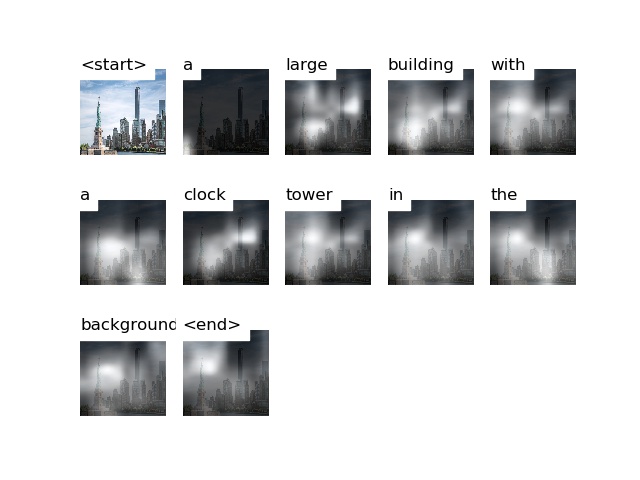 <start> a large building with
a clock tower in the
background <end>